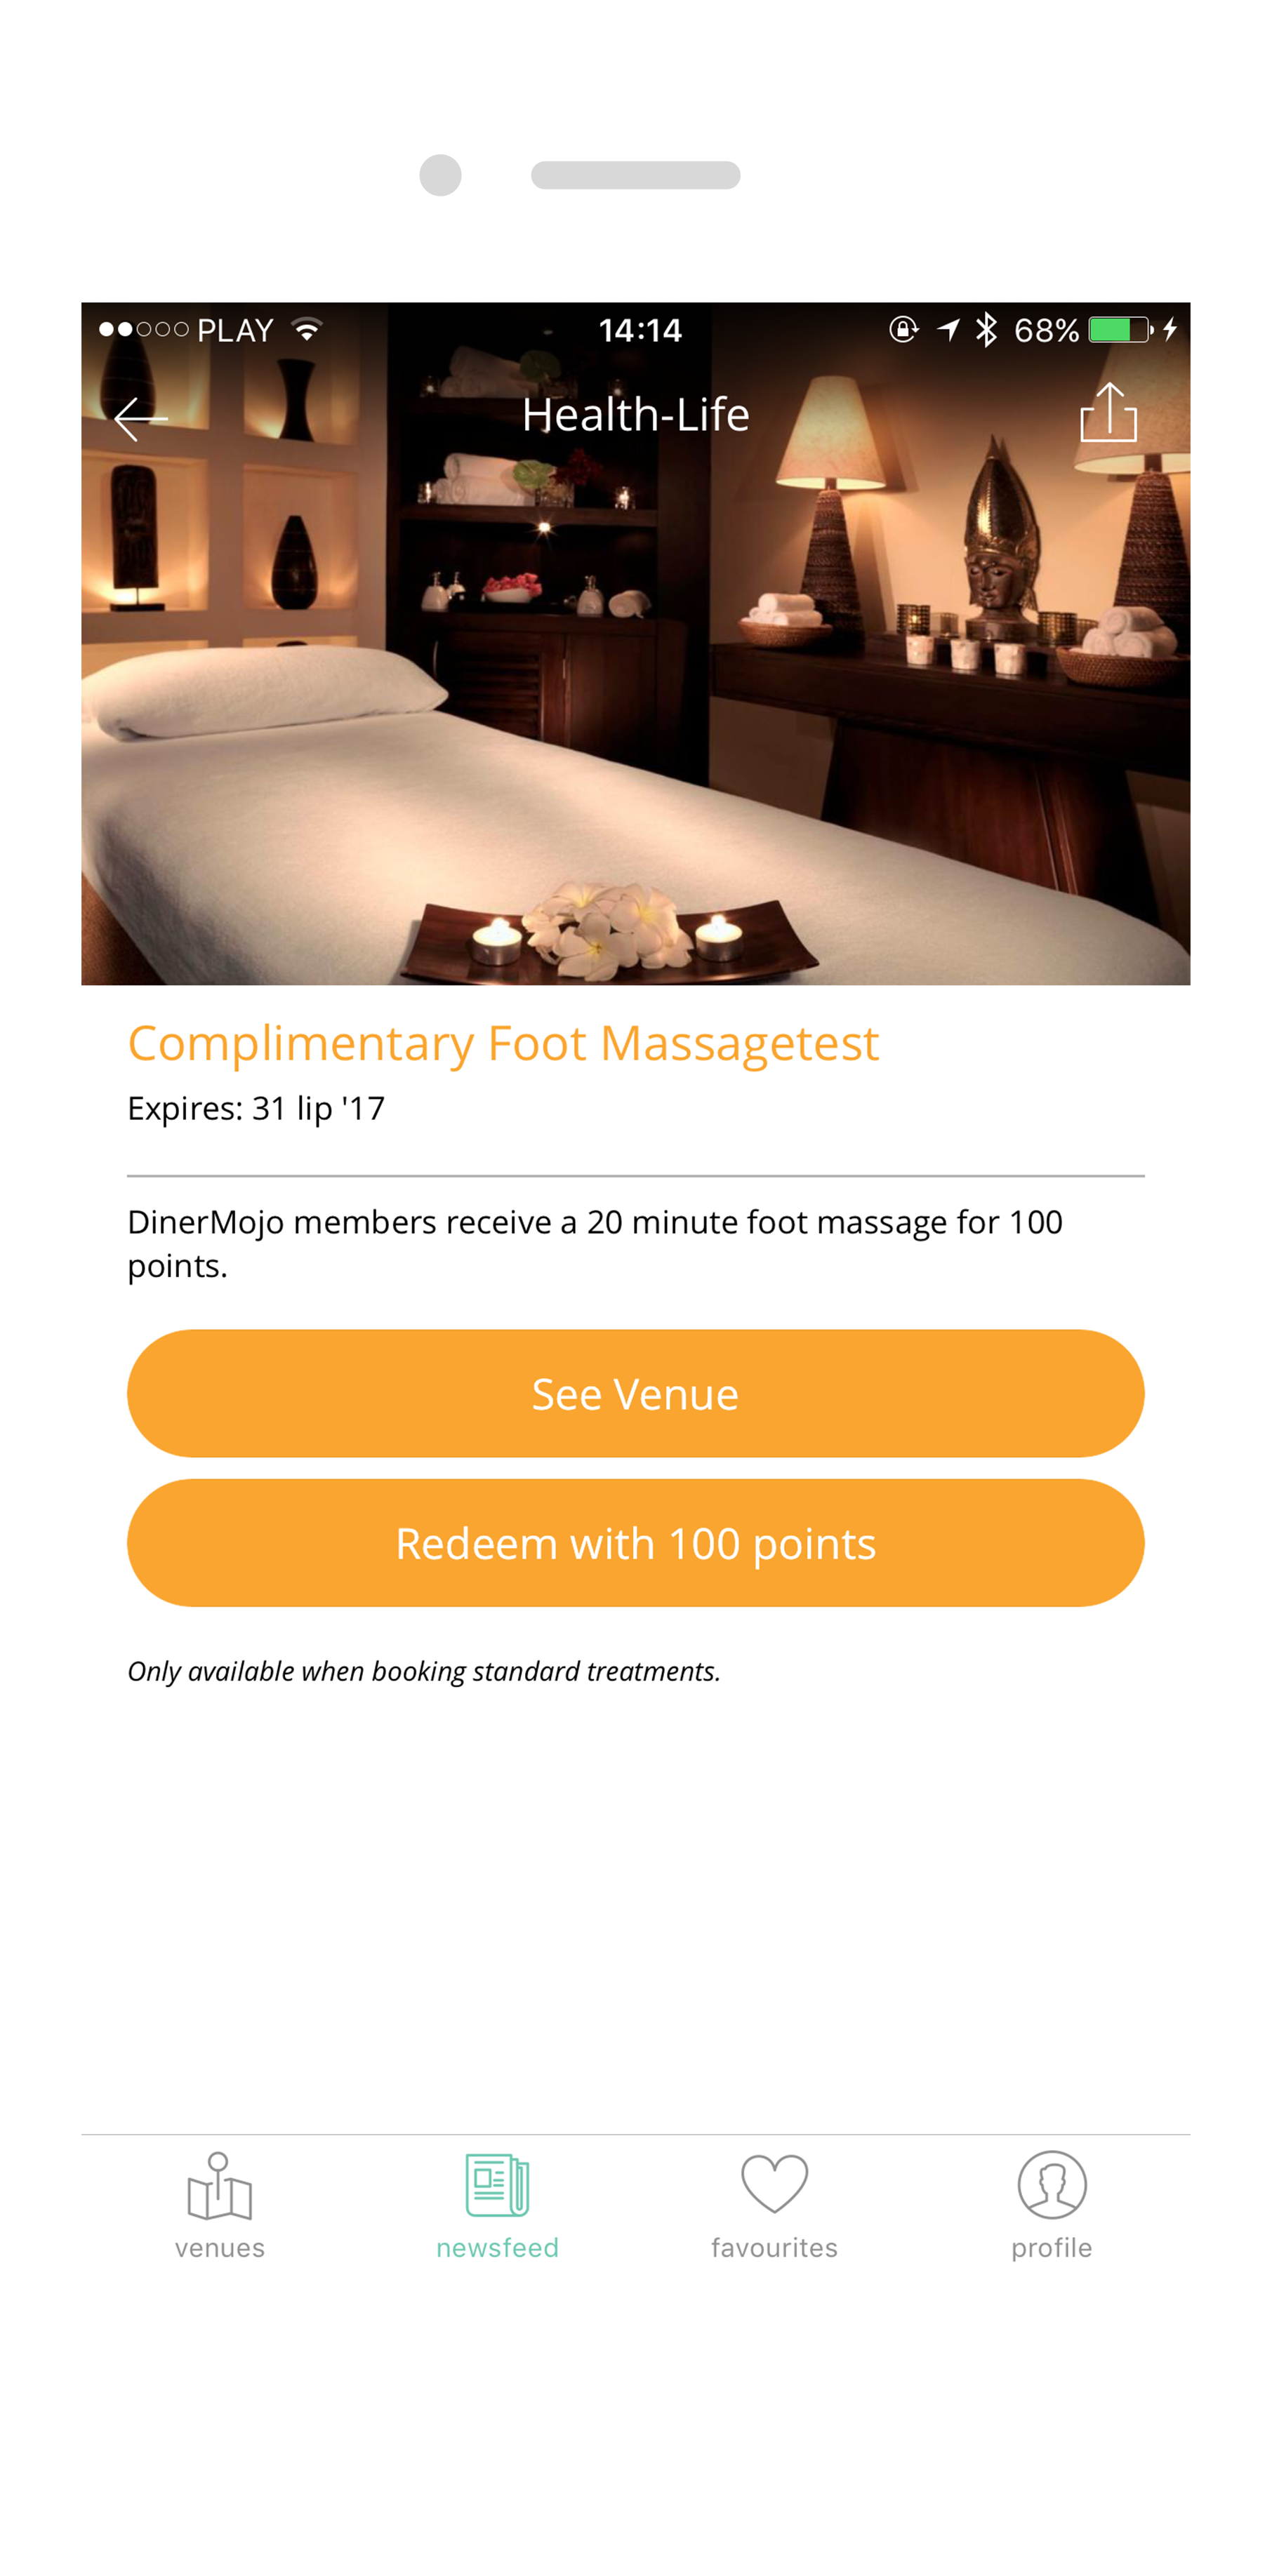 PLAY 14:14 68%
Health-Life
Complimentary Foot Massagetest
Expires: 31 lip '17
DinerMojo members receive a 20 minute foot massage for 100
points.
See Venue
Redeem with 100 points
Only available when booking standard treatments.
venues newsfeed favourites profile